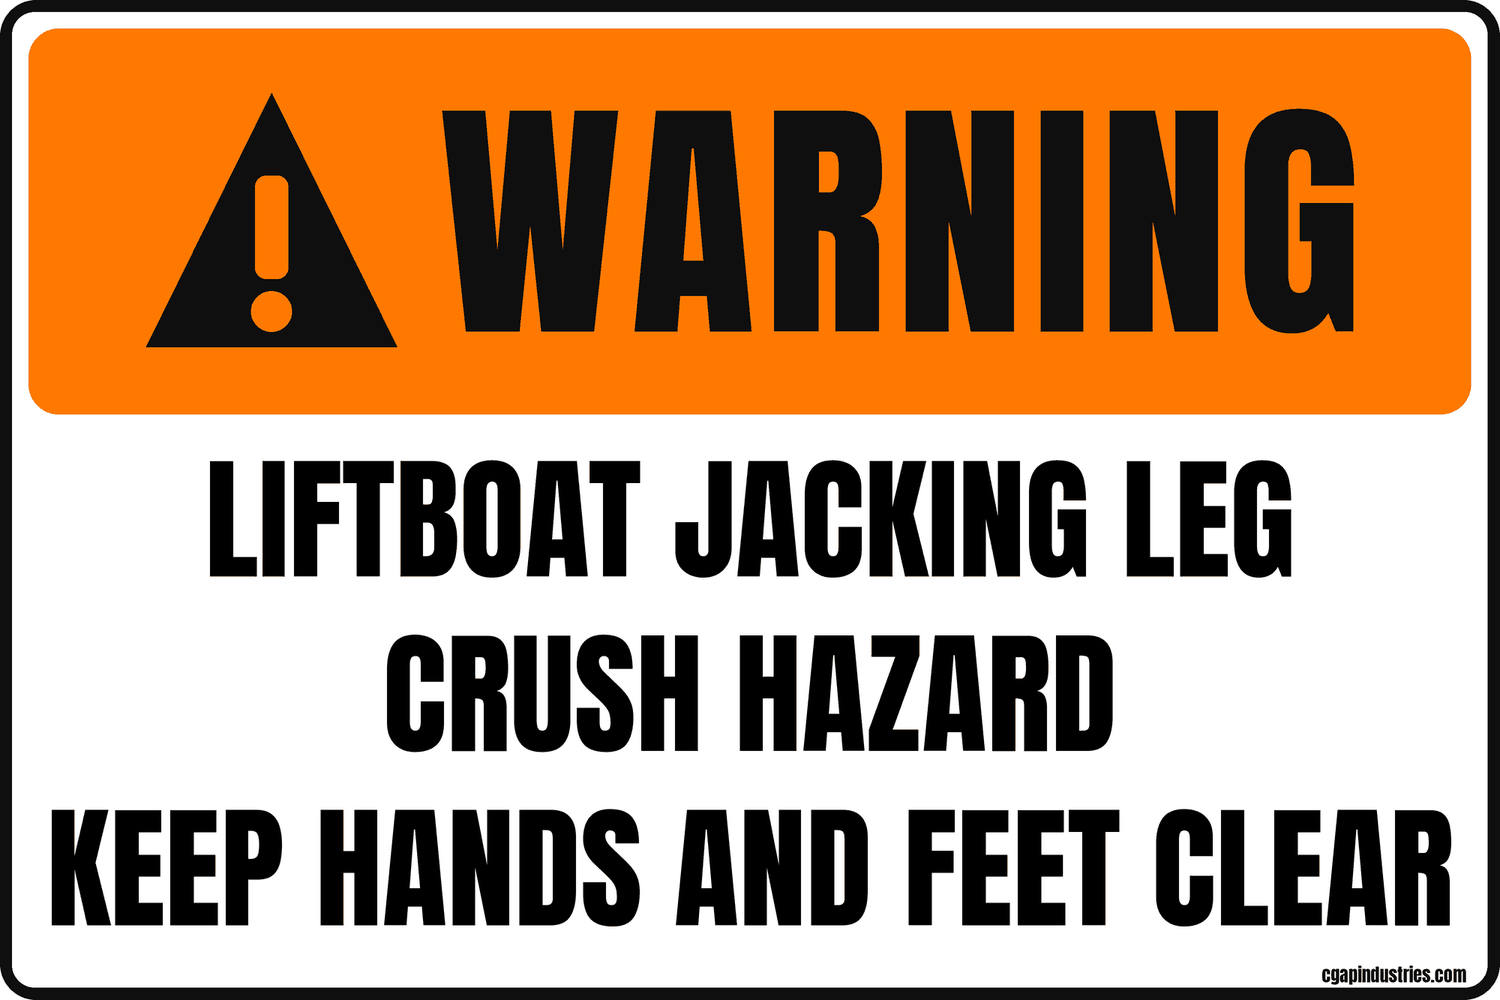 WARNING
LIFTBOAT JACKING LEG
CRUSH HAZARD
KEEP HANDS AND FEET CLEAR
cgapindustries.com